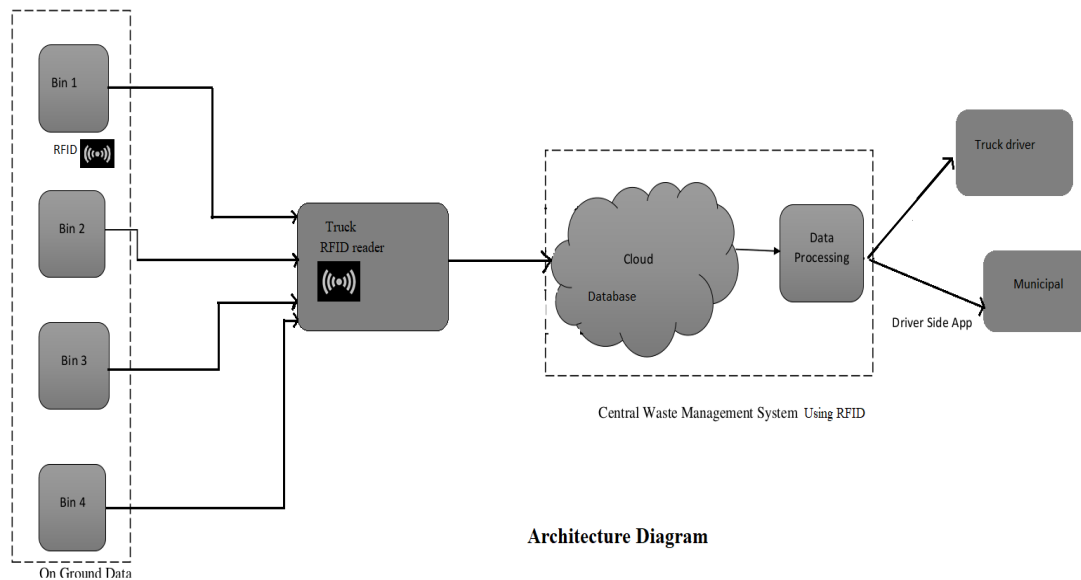 Bin 1
RFID
Bin 2
Bin 3
Bin 4
On Ground Data
Truck
RFID reader
Cloud
Database
Data
Processing
Central Waste Management System Using RFID
Truck driver
Municipal
Driver Side App
Architecture Diagram